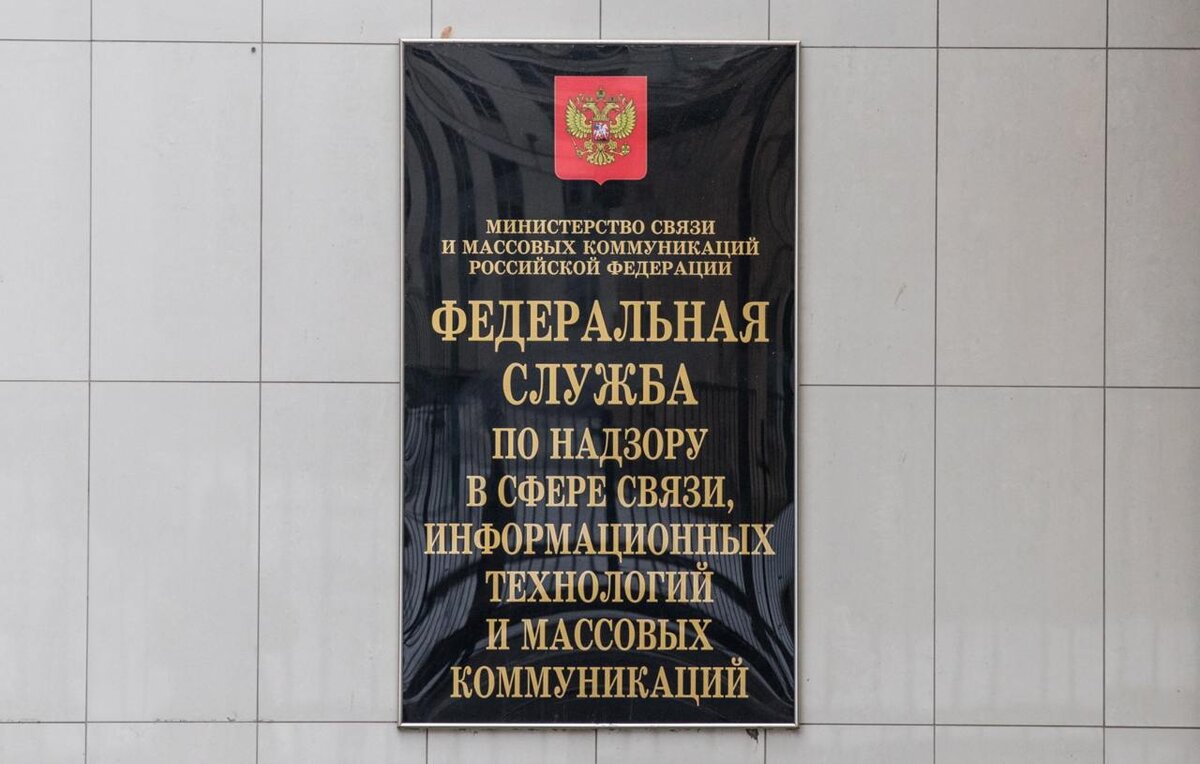 МИНИСТЕРСТВО СВЯЗИ
И МАССОВЫХ КОММУНИКАЦИЙ
РОССИЙСКОЙ ФЕДЕРАЦИИ
ФЕДЕРАЛЬНАЯ
СЛУЖБА
ПО НАДЗОРУ
В СФЕРЕ СВЯЗИ,
ИНФОРМАЦИОННЫХ
ТЕХНОЛОГИЙ
И МАССОВЫХ
КОММУНИКАЦИЙ